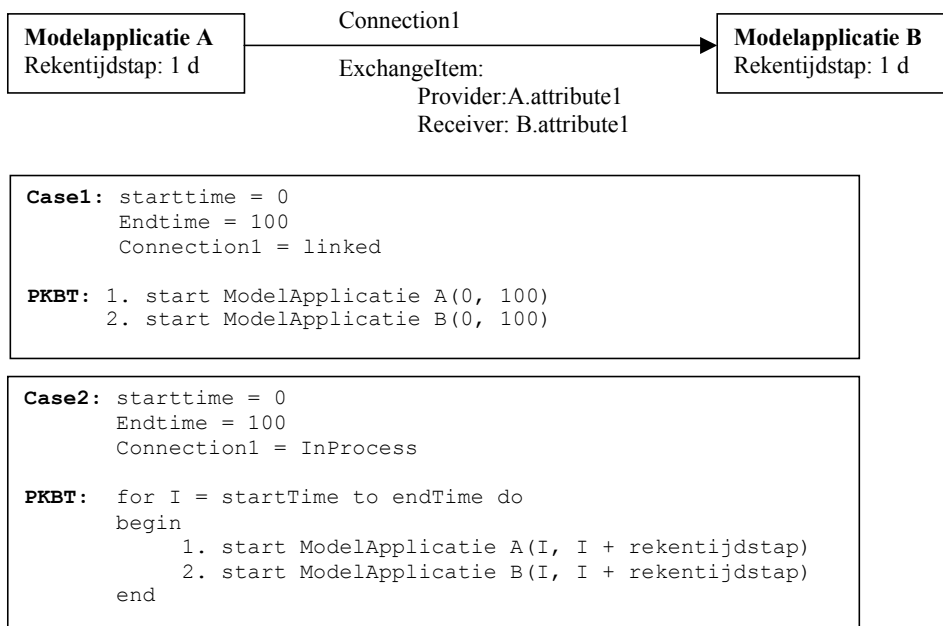 Connection1
Modelapplicatie A
Rekentijdstap: 1 d
Modelapplicatie B
Rekentijdstap: 1 d
ExchangeItem:
Provider:A.attribute1
Receiver: B.attribute1
Case1: starttime = 0
Endtime = 100
Connection1 = linked
PKBT: 1. start ModelApplicatie A(0, 100)
2. start ModelApplicatie B(0, 100)
Case2: starttime = 0
Endtime = 100
Connection1 = InProcess
PKBT: for I = startTime to endTime do
begin
1. start ModelApplicatie A(I, I + rekentijdstap)
2. start ModelApplicatie B(I, I + rekentijdstap)
end